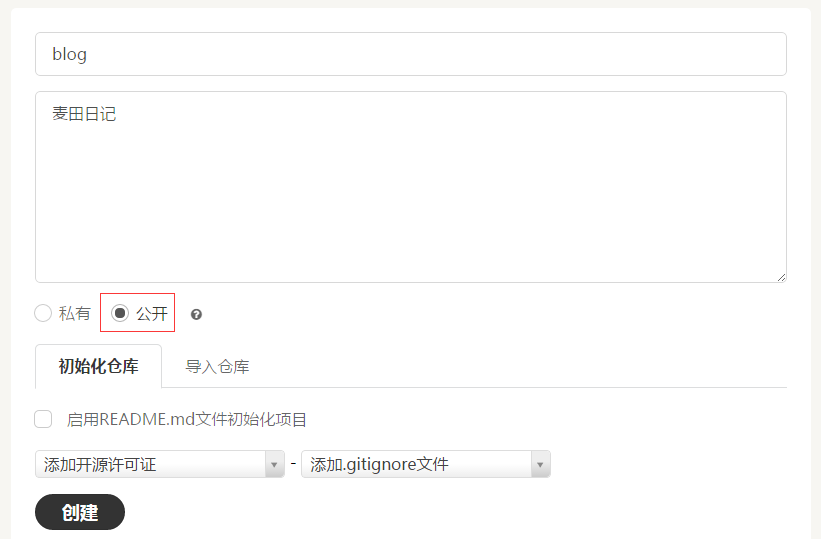 blog
麦田日记
私有 公开
初始化仓库 导入仓库
启用README.md文件初始化项目
添加开源许可证 - 添加.gitignore文件
创建